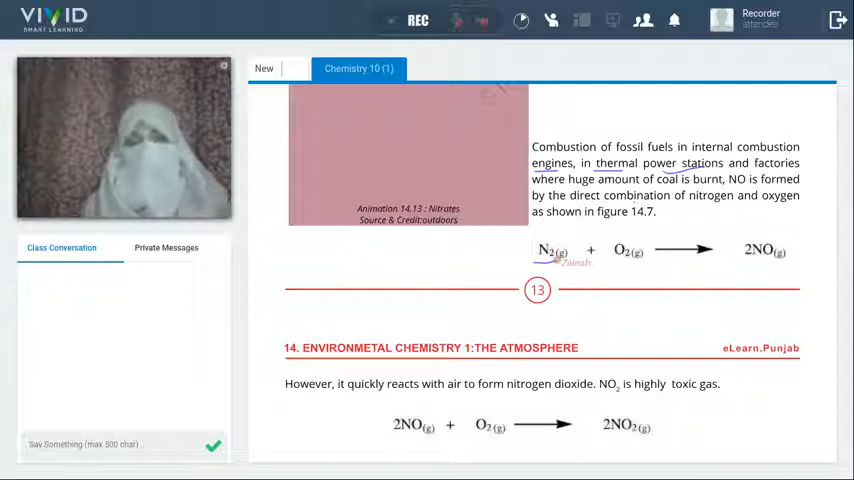 VIVID
SMART LEARNING
REC
Recorder
attendee
New
Chemistry 10 (1)
Animation 14.13 : Nitrates
Source & Credit:outdoors
Combustion of fossil fuels in internal combustion
engines, in thermal power stations and factories
where huge amount of coal is burnt, NO is formed
by the direct combination of nitrogen and oxygen
as shown in figure 14.7.
N2(g) + O2(g) ⟶ 2NO(g)
13
14. ENVIRONMETAL CHEMISTRY 1:THE ATMOSPHERE
eLearn.Punjab
However, it quickly reacts with air to form nitrogen dioxide. NO2 is highly toxic gas.
2NO(g) + O2(g) ⟶ 2NO2(g)
Class Conversation
Private Messages
Say Something (max 500 char)...